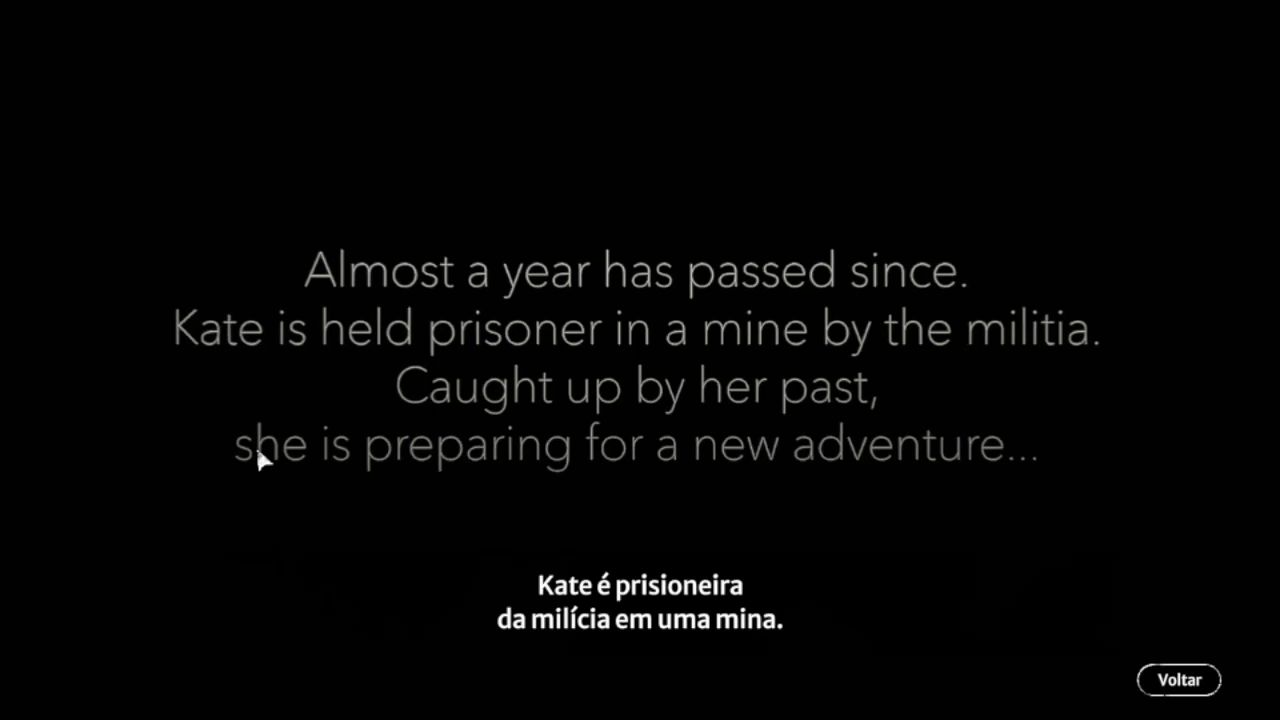 Almost a year has passed since.
Kate is held prisoner in a mine by the militia.
Caught up by her past,
she is preparing for a new adventure...
Kate é prisioneira
da milícia em uma mina.
Voltar